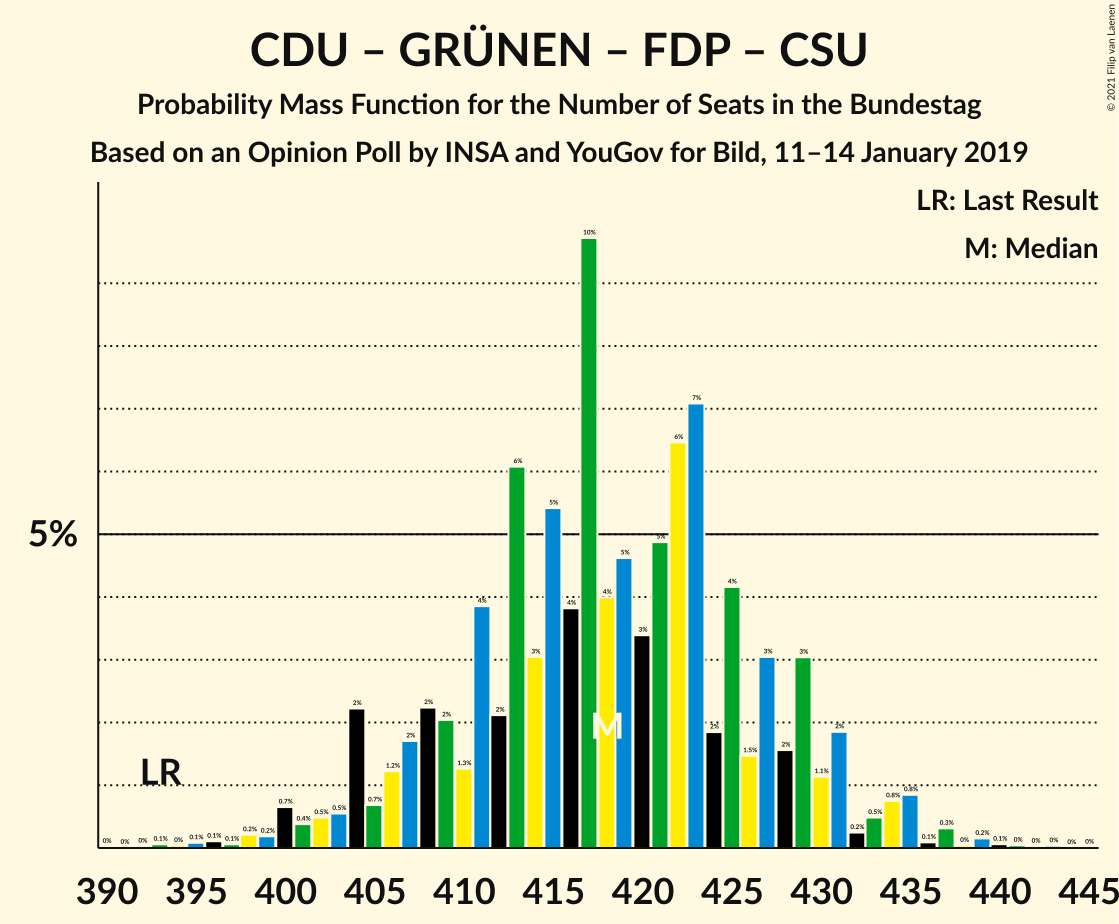 CDU – GRÜNEN – FDP – CSU
Probability Mass Function for the Number of Seats in the Bundestag
Based on an Opinion Poll by INSA and YouGov for Bild, 11–14 January 2019
© 2021 Filip van Laenen
LR: Last Result
M: Median
5%
LR
M
0% 0% 0% 0.1% 0% 0.1% 0.1% 0.1% 0.2% 0.2% 0.7% 0.4% 0.5% 0.5% 2% 0.7% 1.2% 2% 2% 2% 1.3% 4% 2% 6% 3% 5% 4% 10% 4% 5% 3% 5% 6% 7% 2% 4% 1.5% 3% 2% 3% 1.1% 2% 0.2% 0.5% 0.8% 0.8% 0.1% 0.3% 0% 0.2% 0.1% 0% 0% 0% 0% 0%
390 395 400 405 410 415 420 425 430 435 440 445